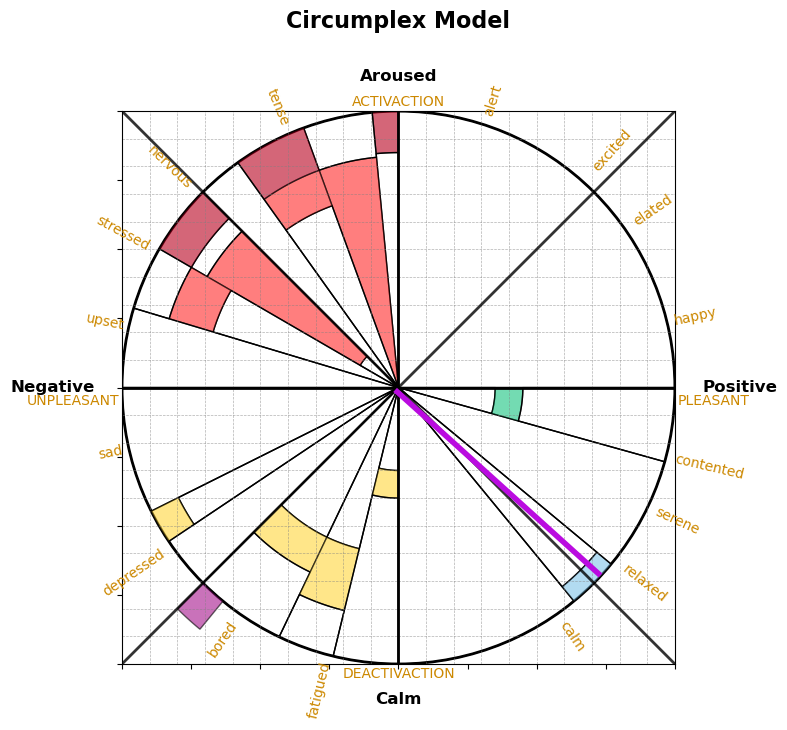 Circumplex Model
Aroused
ACTIVACTION
tense
alert
nervous
excited
stressed
elated
upset
happy
Negative
Positive
UNPLEASANT
PLEASANT
sad
contented
serene
depressed
relaxed
bored
calm
fatigued
DEACTIVACTION
Calm